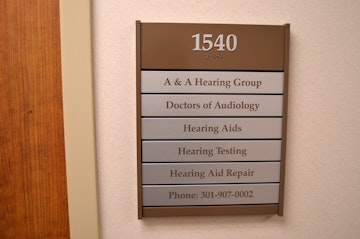 1540
A & A Hearing Group
Doctors of Audiology
Hearing Aids
Hearing Testing
Hearing Aid Repair
Phone: 301-907-0002